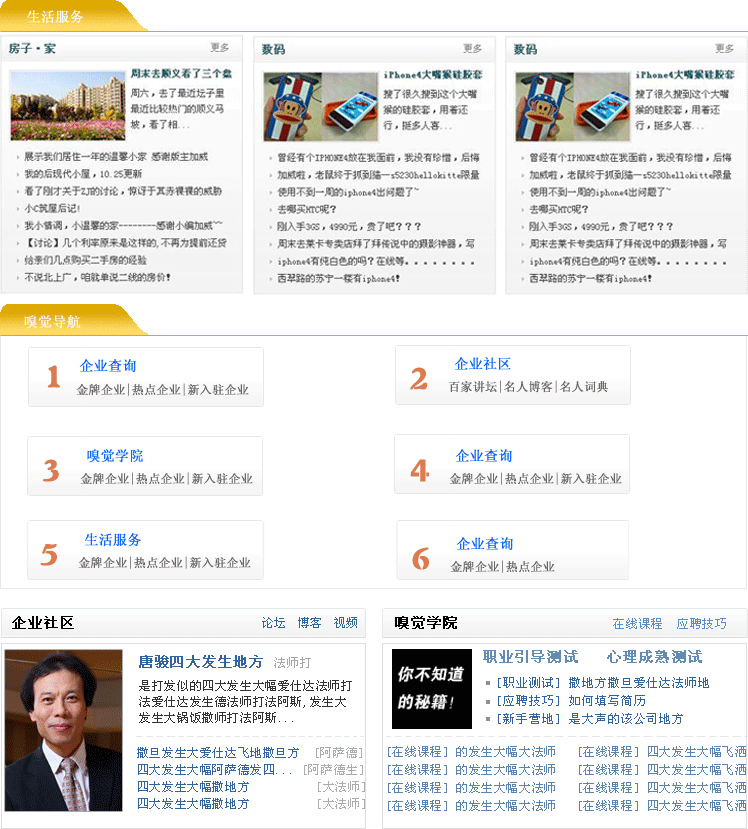 生活服务
房子·家 更多
周末去顺义看了三个盘
周六，去了最近坛子里
最近比较热门的顺义马
坡，看了相...
展示我们居住一年的温馨小家 感谢版主加威
我的后现代小屋，10.25更新
看了刚才关于ZJ的讨论，惊讶于其赤裸裸的威胁
小C筑屋后记!
我小情调，小温馨的家--------感谢小编加威~~
【讨论】几个利率原来是这样的,不再为提前还贷
给亲们几点购买二手房的经验
不说北上广，咱就单说二线的房价!
数码 更多
iPhone4大嘴猴硅胶套
搜了很久搜到这个大嘴
猴的硅胶套，用着还
行，挺多人客...
曾经有个IPHONE4放在我面前，我没有珍惜，后悔
加威啦，老鼠终于抓到猫一s5230hellokitte限量
使用不到一周的iphone4出问题了~
去哪买HTC呢?
刚入手3GS，4990元，贵了吧？？？
周末去莱卡专卖店拜了拜传说中的摄影神器，写
iphone4有纯白色的吗？在线等。。。。。。。。
西单路的苏宁一楼有iphone4!
数码 更多
iPhone4大嘴猴硅胶套
搜了很久搜到这个大嘴
猴的硅胶套，用着还
行，挺多人客...
曾经有个IPHONE4放在我面前，我没有珍惜，后悔
加威啦，老鼠终于抓到猫一s5230hellokitte限量
使用不到一周的iphone4出问题了~
去哪买HTC呢?
刚入手3GS，4990元，贵了吧？？？
周末去莱卡专卖店拜了拜传说中的摄影神器，写
iphone4有纯白色的吗？在线等。。。。。。。。
西单路的苏宁一楼有iphone4!
嗅觉导航
1 企业查询
金牌企业|热点企业|新入驻企业
2 企业社区
百家讲坛|名人博客|名人词典
3 嗅觉学院
金牌企业|热点企业|新入驻企业
4 企业查询
金牌企业|热点企业|新入驻企业
5 生活服务
金牌企业|热点企业|新入驻企业
6 企业查询
金牌企业|热点企业
企业社区 论坛 博客 视频
唐骏四大发生地方 法师打
是打发似的四大发生大幅爱仕达法师打
法爱仕达发生德法师打法阿斯,发生大
发生大锅饭撒师打法阿斯...
撒旦发生大爱仕达飞地撒旦方 [阿萨德]
四大发生大幅阿萨德发四... [阿萨德生]
四大发生大幅撒地方 [大法师]
四大发生大幅撒地方 [大法师]
嗅觉学院 在线课程 应聘技巧
你不知道
的秘籍!
职业引导测试 心理成熟测试
[职业测试] 撒地方撒旦爱仕达法师地
[应聘技巧] 如何填写简历
[新手营地] 是大声的该公司地方
[在线课程] 的发生大幅大法师 [在线课程] 四大发生大幅飞洒
[在线课程] 的发生大幅大法师 [在线课程] 四大发生大幅飞洒
[在线课程] 的发生大幅大法师 [在线课程] 四大发生大幅飞洒
[在线课程] 的发生大幅大法师 [在线课程] 四大发生大幅飞洒